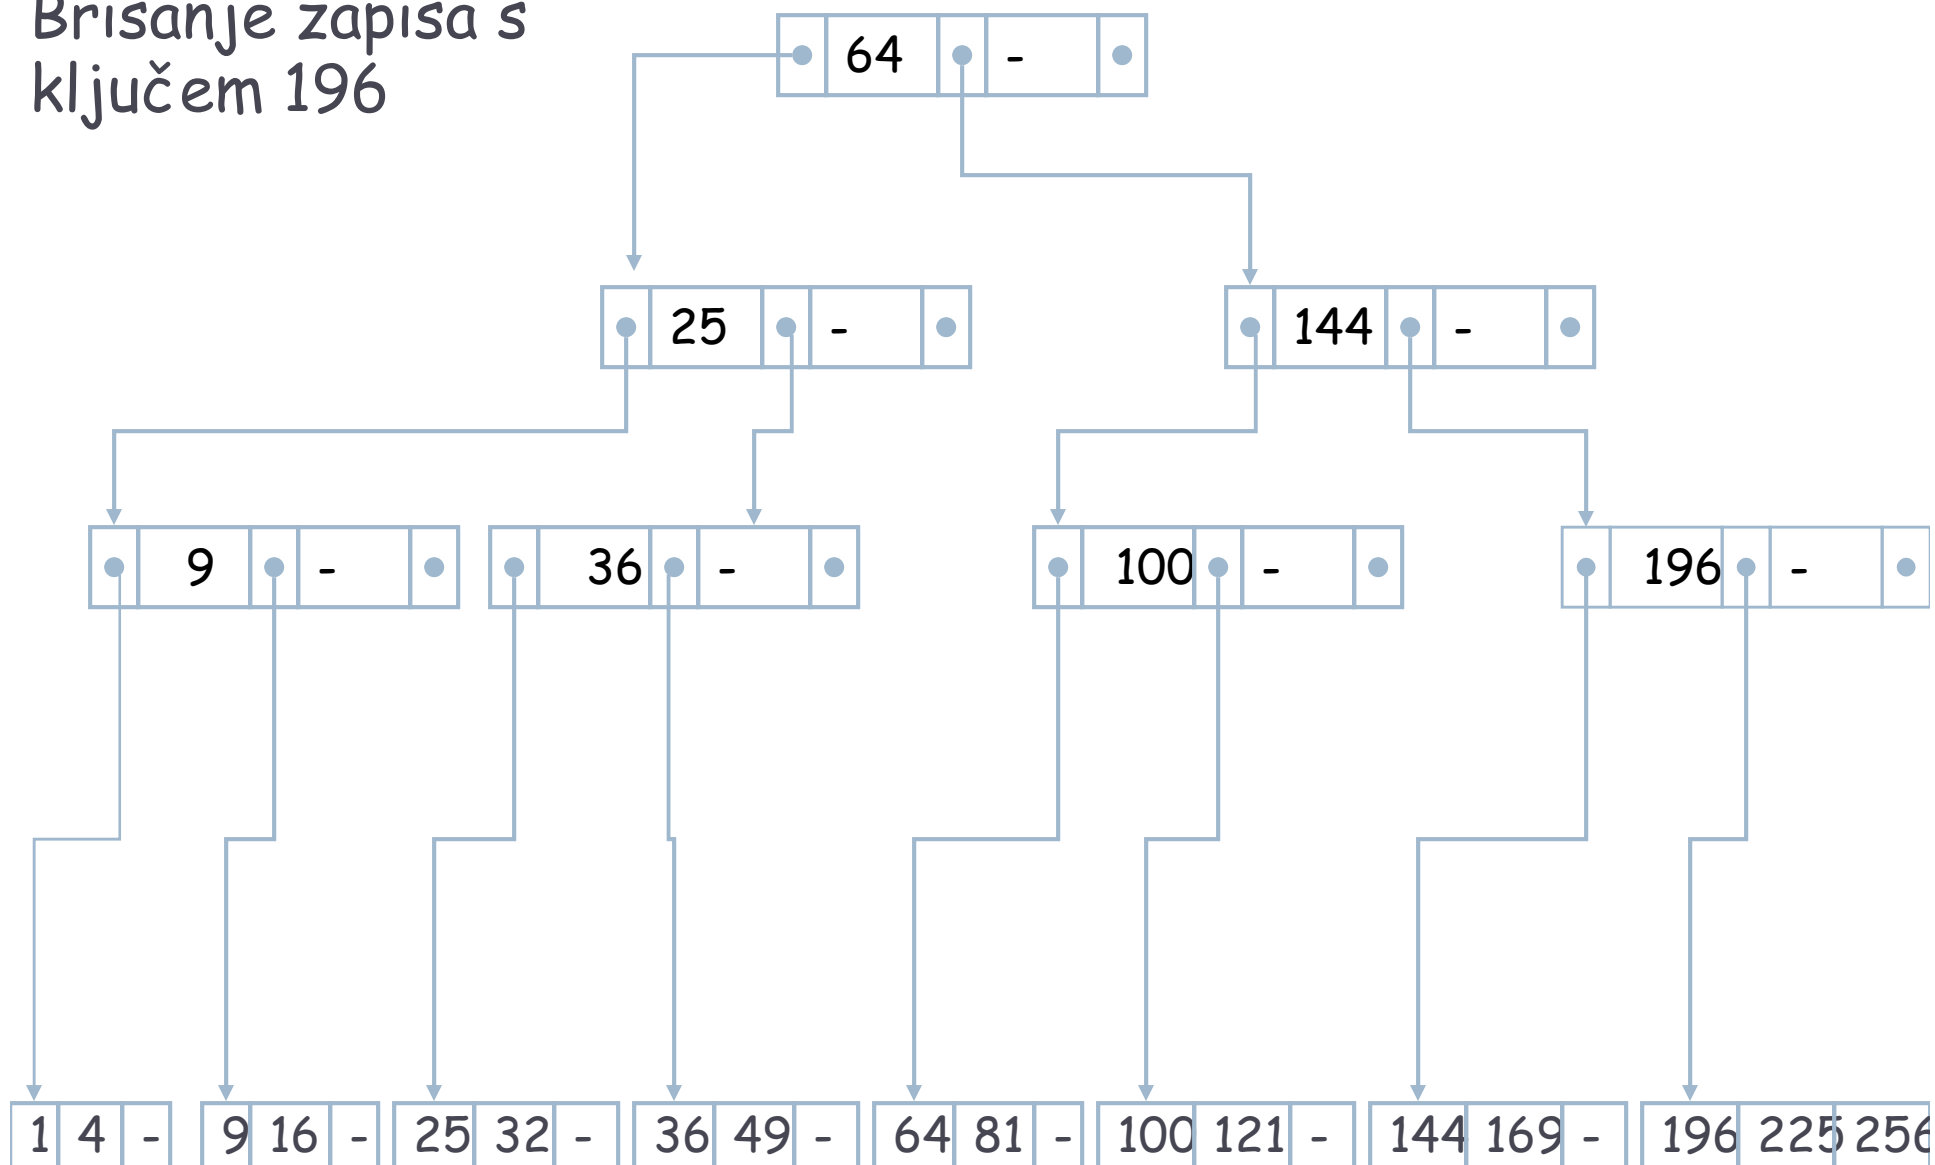 Brisanje zapisa s
ključem 196
64 -
25 - 144 -
9 - 36 - 100 - 196 -
1 4 - 9 16 - 25 32 - 36 49 - 64 81 - 100 121 - 144 169 - 196 225 256